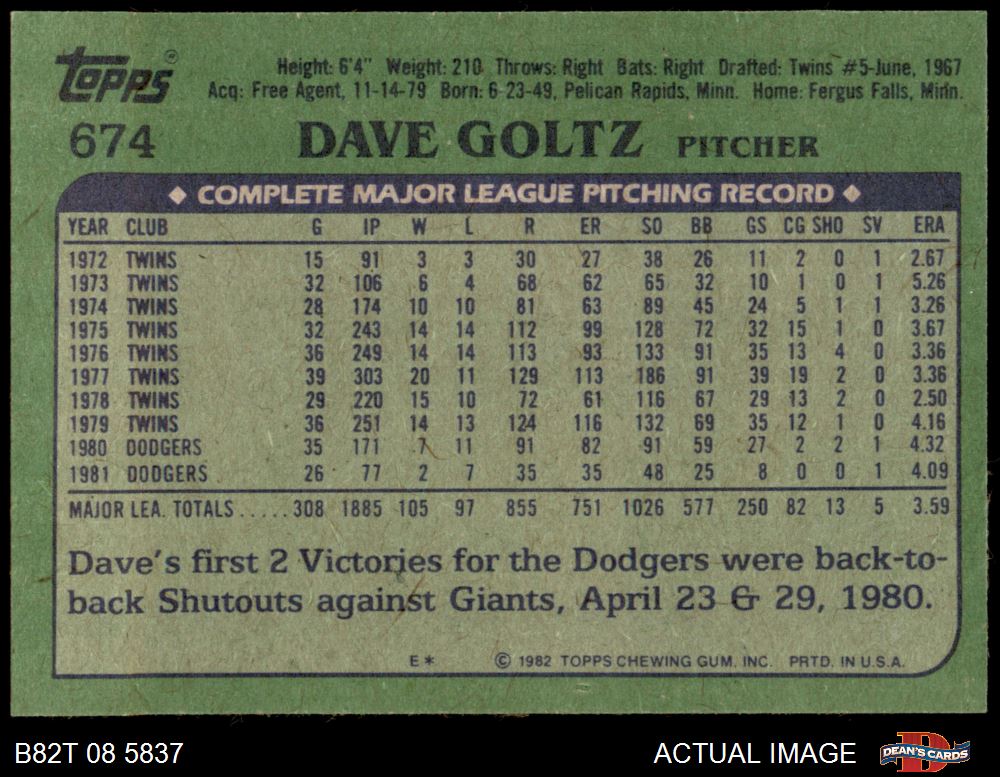 Topps®
Height: 6'4" Weight: 210 Throws: Right Bats: Right Drafted: Twins #5-June, 1967
Acq: Free Agent, 11-14-79 Born: 6-23-49, Pelican Rapids, Minn. Home: Fergus Falls, Minn.
674 DAVE GOLTZ PITCHER
◆ COMPLETE MAJOR LEAGUE PITCHING RECORD ◆
YEAR CLUB G IP W L R ER SO BB GS CG SHO SV ERA
1972 TWINS 15 91 3 3 30 27 38 26 11 2 0 1 2.67
1973 TWINS 32 106 6 4 68 62 65 32 10 1 0 1 5.26
1974 TWINS 28 174 10 10 81 63 89 45 24 5 1 1 3.26
1975 TWINS 32 243 14 14 112 99 128 72 32 15 1 0 3.67
1976 TWINS 36 249 14 14 113 93 133 91 35 13 4 0 3.36
1977 TWINS 39 303 20 11 129 113 186 91 39 19 2 0 3.36
1978 TWINS 29 220 15 10 72 61 116 67 29 13 2 0 2.50
1979 TWINS 36 251 14 13 124 116 132 69 35 12 1 0 4.16
1980 DODGERS 35 171 7 11 91 82 91 59 27 2 2 1 4.32
1981 DODGERS 26 77 2 7 35 35 48 25 8 0 0 1 4.09
MAJOR LEA. TOTALS.....308 1885 105 97 855 751 1026 577 250 82 13 5 3.59
Dave's first 2 Victories for the Dodgers were back-to-
back Shutouts against Giants, April 23 & 29, 1980.
E* © 1982 TOPPS CHEWING GUM, INC. PRTD. IN U.S.A.
B82T 08 5837 ACTUAL IMAGE DEAN'S CARDS